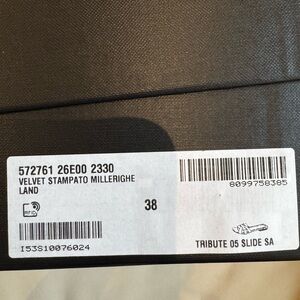 572761 26E00 2330
VELVET STAMPATO MILLERIGHE
LAND
38
8099758385
RFID
I53S10076024
TRIBUTE 05 SLIDE SA